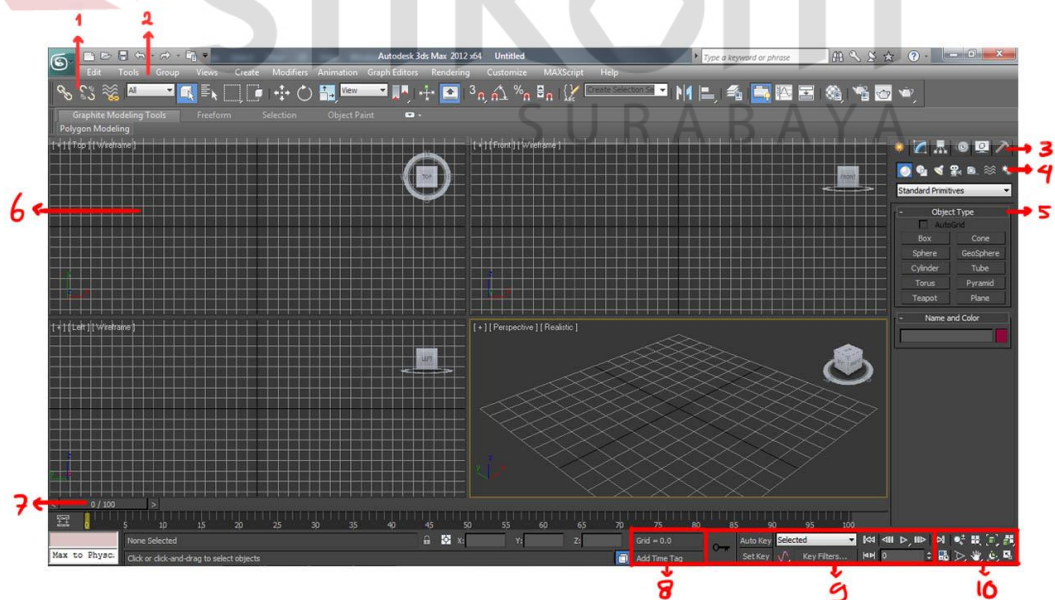 STIKOM
SURABAYA
1 2
Autodesk 3ds Max 2012 x64 Untitled
Type a keyword or phrase
Edit Tools Group Views Create Modifiers Animation Graph Editors Rendering Customize MAXScript Help
All
View
3
Create Selection Se
Graphite Modeling Tools Freeform Selection Object Paint
Polygon Modeling
[ + ] [ Top ] [ Wireframe ]
TOP
[ + ] [ Front ] [ Wireframe ]
FRONT
3
4
Standard Primitives
5
- Object Type
AutoGrid
Box Cone
Sphere GeoSphere
Cylinder Tube
Torus Pyramid
Teapot Plane
- Name and Color
6
[ + ] [ Left ] [ Wireframe ]
LEFT
[ + ] [ Perspective ] [ Realistic ]
7
< 0 / 100 >
0 5 10 15 20 25 30 35 40 45 50 55 60 65 70 75 80 85 90 95 100
None Selected X: Y: Z: Grid = 0.0 Auto Key Selected
Max to Physc: Click or click-and-drag to select objects Add Time Tag Set Key Key Filters... 0
8 9 10